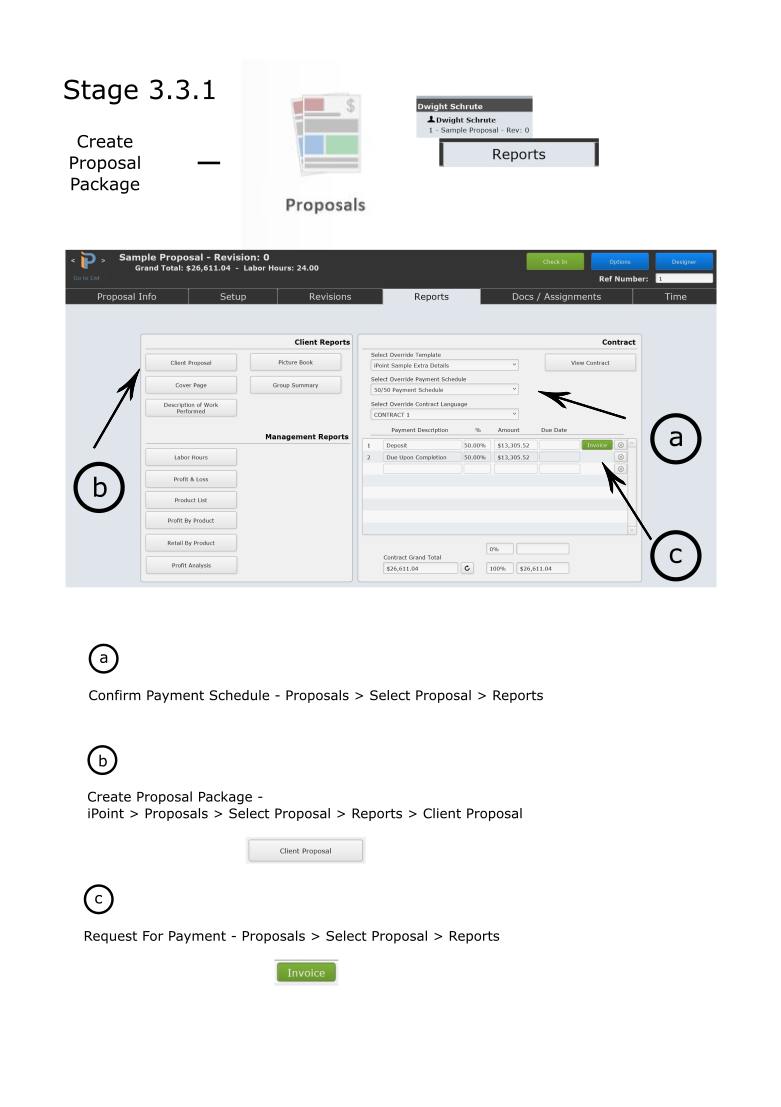 Stage 3.3.1
Create
Proposal
Package
—
$
Proposals
Dwight Schrute
Dwight Schrute
1 - Sample Proposal - Rev: 0
Reports
< iP >
Go to List
Sample Proposal - Revision: 0
Grand Total: $26,611.04 - Labor Hours: 24.00
Check In
Options
Designer
Ref Number: 1
Proposal Info
Setup
Revisions
Reports
Docs / Assignments
Time
Client Reports
Client Proposal
Picture Book
Cover Page
Group Summary
Description of Work
Performed
Management Reports
Labor Hours
Profit & Loss
Product List
Profit By Product
Retail By Product
Profit Analysis
Contract
Select Override Template
iPoint Sample Extra Details
View Contract
Select Override Payment Schedule
50/50 Payment Schedule
Select Override Contract Language
CONTRACT 1
Payment Description % Amount Due Date
1 Deposit 50.00% $13,305.52 Invoice
2 Due Upon Completion 50.00% $13,305.52
0%
Contract Grand Total
$26,611.04 100% $26,611.04
a
b
c
a
Confirm Payment Schedule - Proposals > Select Proposal > Reports
b
Create Proposal Package -
iPoint > Proposals > Select Proposal > Reports > Client Proposal
Client Proposal
c
Request For Payment - Proposals > Select Proposal > Reports
Invoice